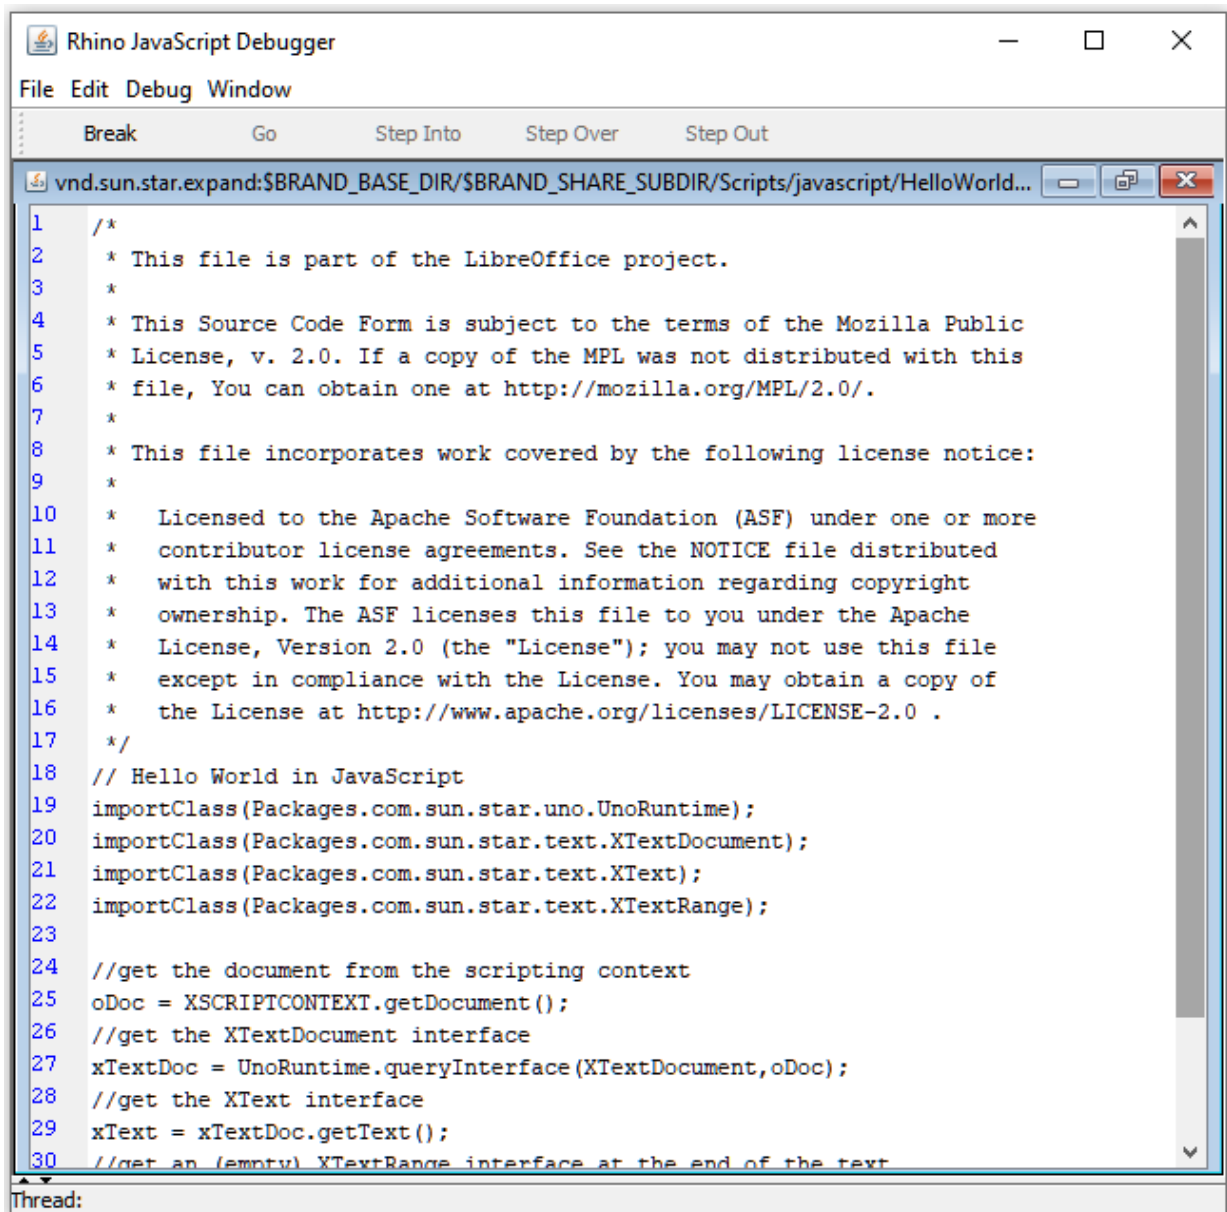 Rhino JavaScript Debugger
File Edit Debug Window
Break Go Step Into Step Over Step Out
vnd.sun.star.expand:$BRAND_BASE_DIR/$BRAND_SHARE_SUBDIR/Scripts/javascript/HelloWorld...
1 /*
2  * This file is part of the LibreOffice project.
3  *
4  * This Source Code Form is subject to the terms of the Mozilla Public
5  * License, v. 2.0. If a copy of the MPL was not distributed with this
6  * file, You can obtain one at http://mozilla.org/MPL/2.0/.
7  *
8  * This file incorporates work covered by the following license notice:
9  *
10  *   Licensed to the Apache Software Foundation (ASF) under one or more
11  *   contributor license agreements. See the NOTICE file distributed
12  *   with this work for additional information regarding copyright
13  *   ownership. The ASF licenses this file to you under the Apache
14  *   License, Version 2.0 (the "License"); you may not use this file
15  *   except in compliance with the License. You may obtain a copy of
16  *   the License at http://www.apache.org/licenses/LICENSE-2.0 .
17  */
18 // Hello World in JavaScript
19 importClass(Packages.com.sun.star.uno.UnoRuntime);
20 importClass(Packages.com.sun.star.text.XTextDocument);
21 importClass(Packages.com.sun.star.text.XText);
22 importClass(Packages.com.sun.star.text.XTextRange);
23
24 //get the document from the scripting context
25 oDoc = XSCRIPTCONTEXT.getDocument();
26 //get the XTextDocument interface
27 xTextDoc = UnoRuntime.queryInterface(XTextDocument,oDoc);
28 //get the XText interface
29 xText = xTextDoc.getText();
30 //get an (empty) XTextRange interface at the end of the text
Thread: